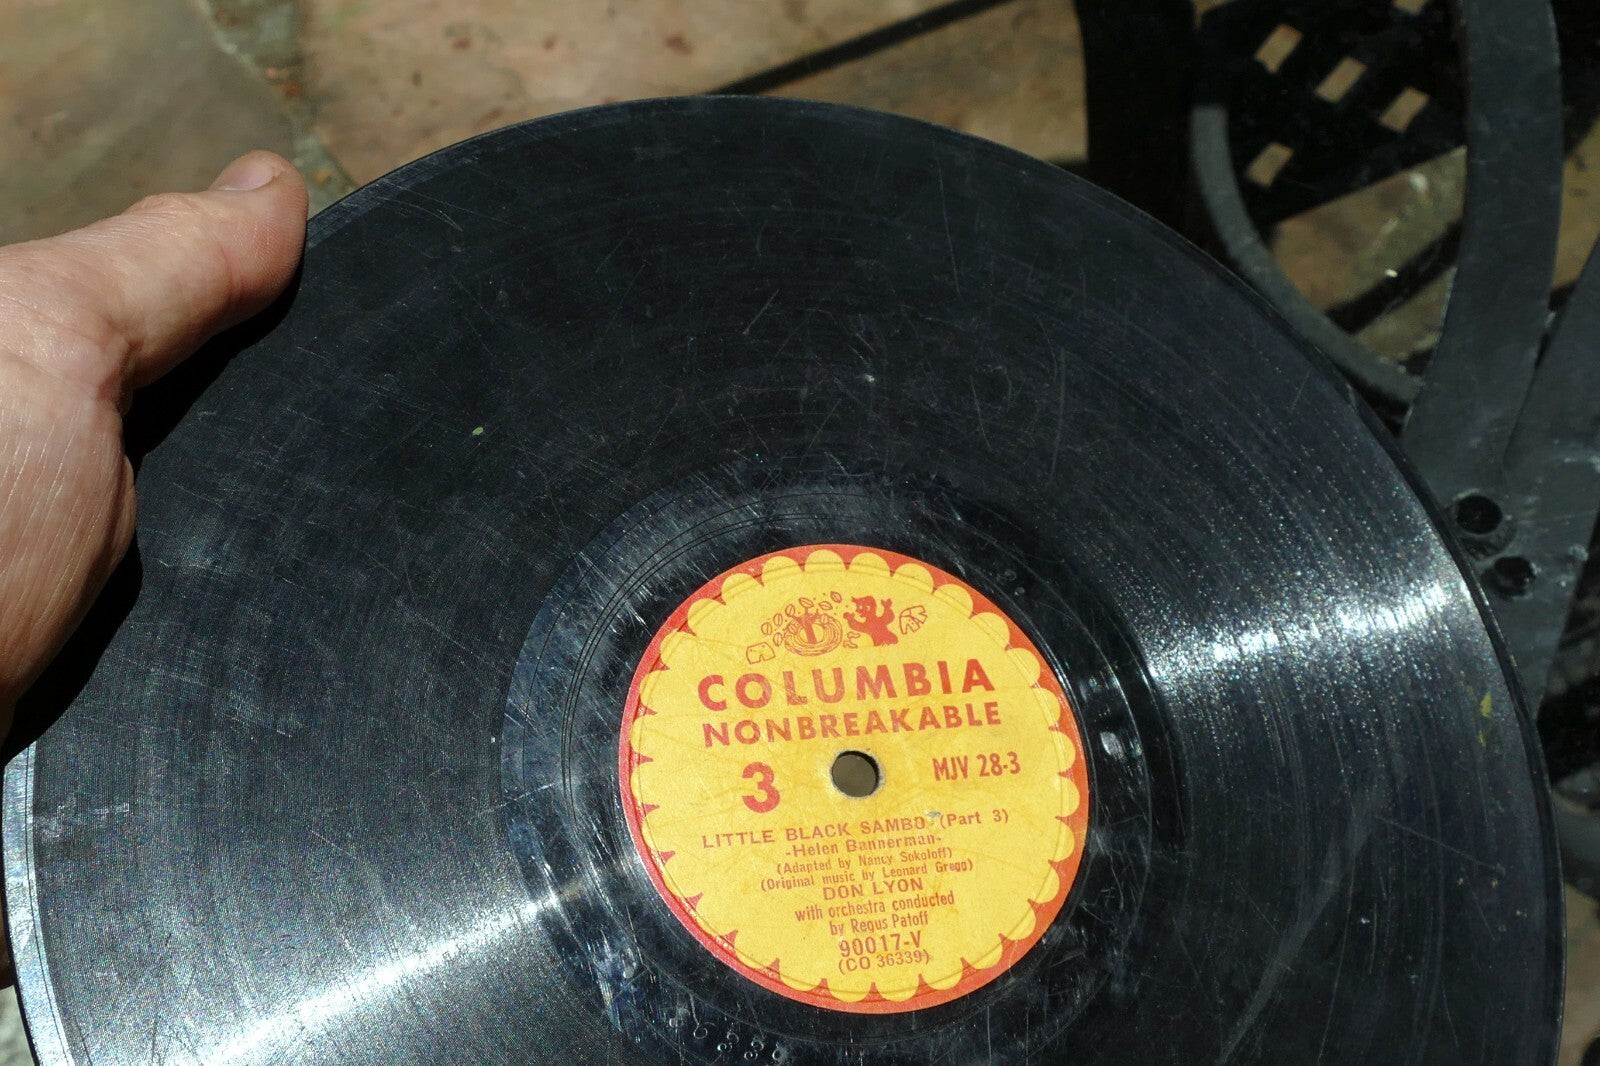 COLUMBIA
NONBREAKABLE
3 MJV 28-3
LITTLE BLACK SAMBO (Part 3)
-Helen Bannerman-
(Adapted by Nancy Sokoloff)
(Original music by Leonard Gregg)
DON LYON
with orchestra conducted
by Regus Patoff
90017-V
(CO 36339)